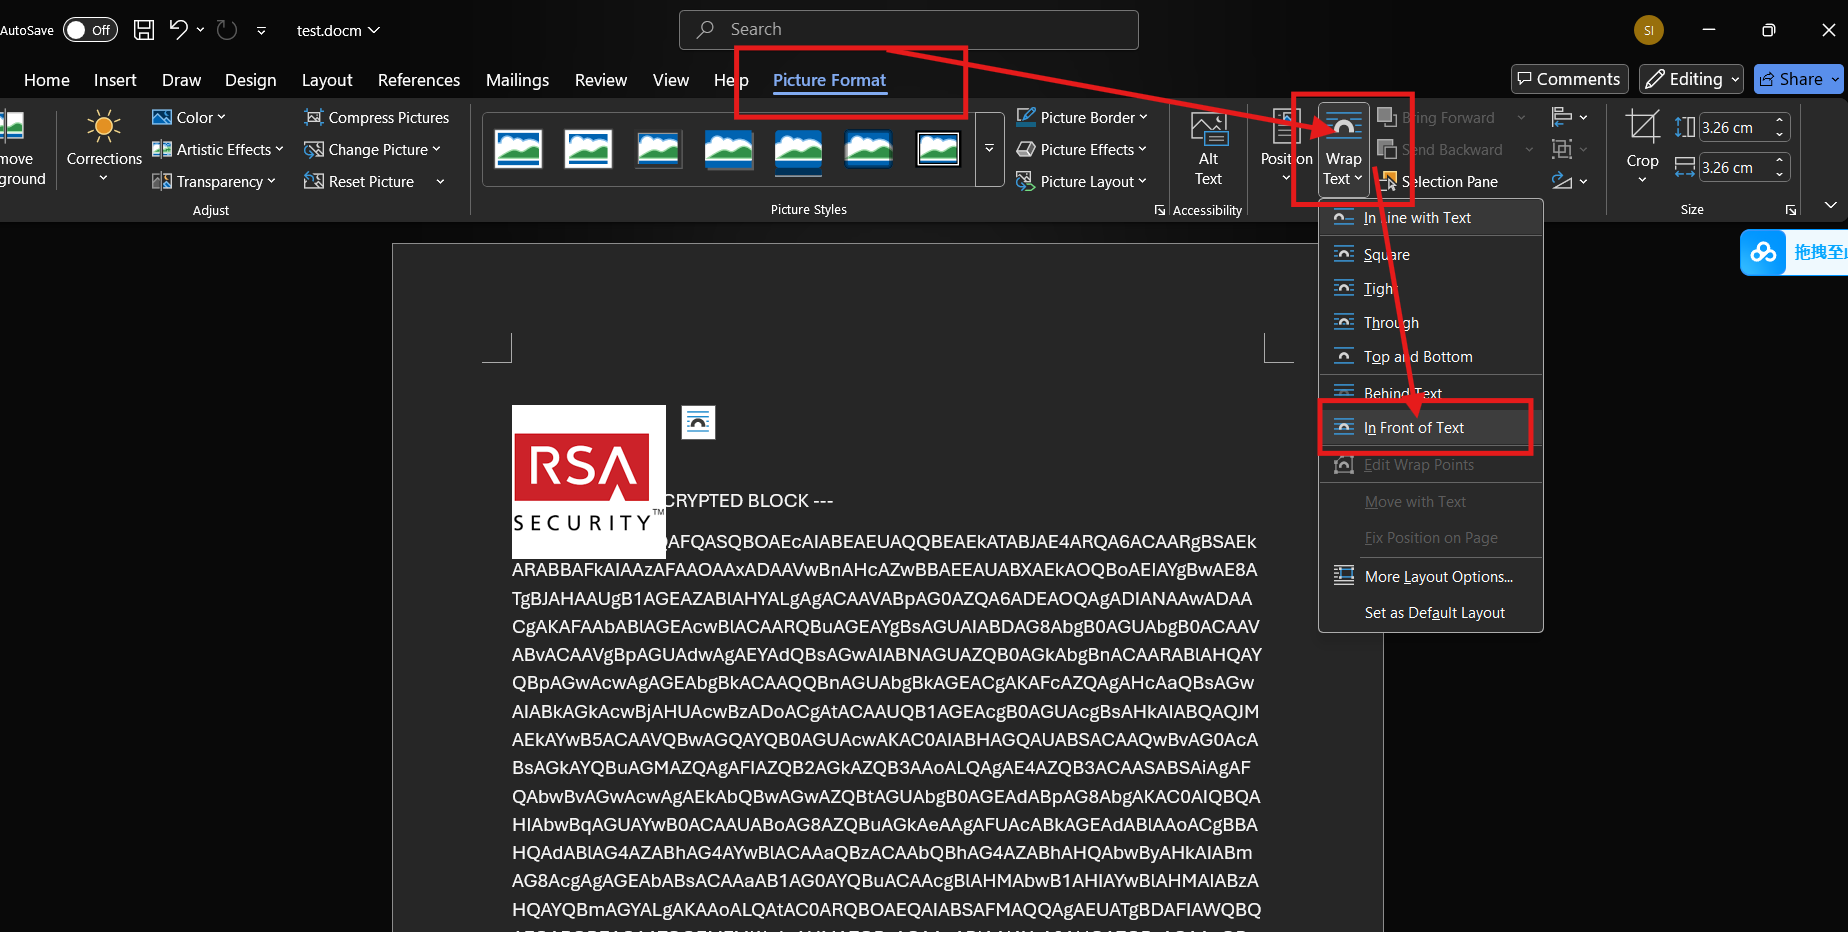 AutoSave Off test.docm Search SI
Home Insert Draw Design Layout References Mailings Review View Help Picture Format Comments Editing Share
Color Compress Pictures Picture Border Bring Forward 3.26 cm
move Corrections Artistic Effects Change Picture Picture Effects Alt Position Wrap Send Backward Crop
ground Transparency Reset Picture Picture Layout Text Text Selection Pane 3.26 cm
Adjust Picture Styles Accessibility Size
In Line with Text
Square
Tight
Through
Top and Bottom
Behind Text
In Front of Text
Edit Wrap Points
Move with Text
Fix Position on Page
More Layout Options...
Set as Default Layout
拖拽至
RSA
SECURITY™
CRYPTED BLOCK ---
AFQASQBOAEcAIABEAEUAQQBEAEkATABJAE4ARQA6ACAARgBSAEk
ARABBAFkAIAAzAFAAOAAxADAAVwBnAHcAZwBBAEEAUABXAEkAOQBoAEIAYgBwAE8A
TgBJAHAAUgB1AGEAZABlAHYALgAgACAAVABpAG0AZQA6ADEAOQAgADIANAAwADAA
CgAKAFAAbABlAGEAcwBlACAARQBuAGEAYgBsAGUAIABDAG8AbgB0AGUAbgB0ACAAV
ABvACAAVgBpAGUAdwAgAEYAdQBsAGwAIABNAGUAZQB0AGkAbgBnACAARABlAHQAY
QBpAGwAcwAgAGEAbgBkACAAQQBnAGUAbgBkAGEACgAKAFcAZQAgAHcAaQBsAGw
AIABkAGkAcwBjAHUAcwBzADoACgAtACAAUQB1AGEAcgB0AGUAcgBsAHkAIABQAQJM
AEkAYwB5ACAAVQBwAGQAYQB0AGUAcwAKAC0AIABHAGQAUABSACAAQwBvAG0AcA
BsAGkAYQBuAGMAZQAgAFIAZQB2AGkAZQB3AAoALQAgAE4AZQB3ACAASABSAiAgAF
QAbwBvAGwAcwAgAEkAbQBwAGwAZQBtAGUAbgB0AGEAdABpAG8AbgAKAC0AIQBQA
HIAbwBqAGUAYwB0ACAAUABoAG8AZQBuAGkAeAAgAFUAcABkAGEAdABlAAoACgBBA
HQAdABlAG4AZABhAG4AYwBlACAAaQBzACAAbQBhAG4AZABhAHQAbwByAHkAIABm
AG8AcgAgAGEAbABsACAAaAB1AG0AYQBuACAAcgBlAHMAbwB1AHIAYwBlAHMAIABzA
HQAYQBmAGYALgAKAAoALQAtAC0ARQBOAEQAIABSAFMAQQAgAEUATgBDAFIAWQBQ